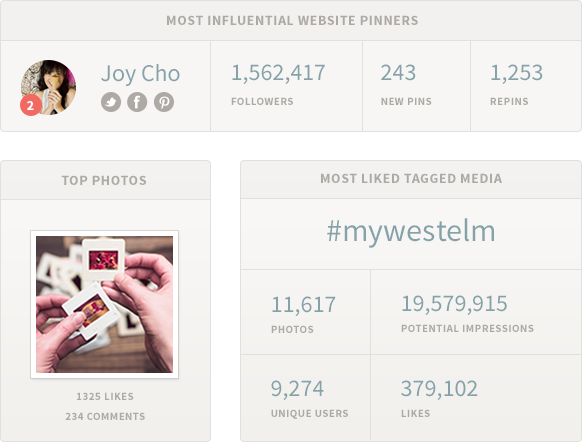 MOST INFLUENTIAL WEBSITE PINNERS
2
Joy Cho
1,562,417
FOLLOWERS
243
NEW PINS
1,253
REPINS
TOP PHOTOS
1325 LIKES
234 COMMENTS
MOST LIKED TAGGED MEDIA
#mywestelm
11,617
PHOTOS
19,579,915
POTENTIAL IMPRESSIONS
9,274
UNIQUE USERS
379,102
LIKES